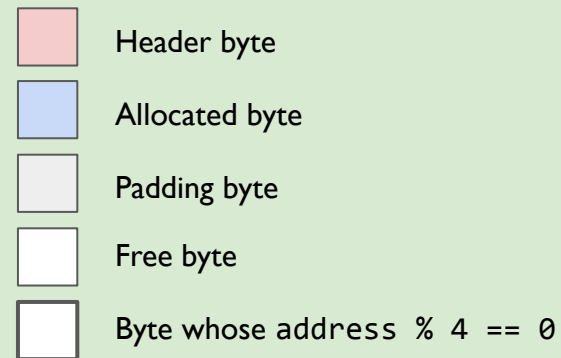 Header byte
Allocated byte
Padding byte
Free byte
Byte whose address % 4 == 0